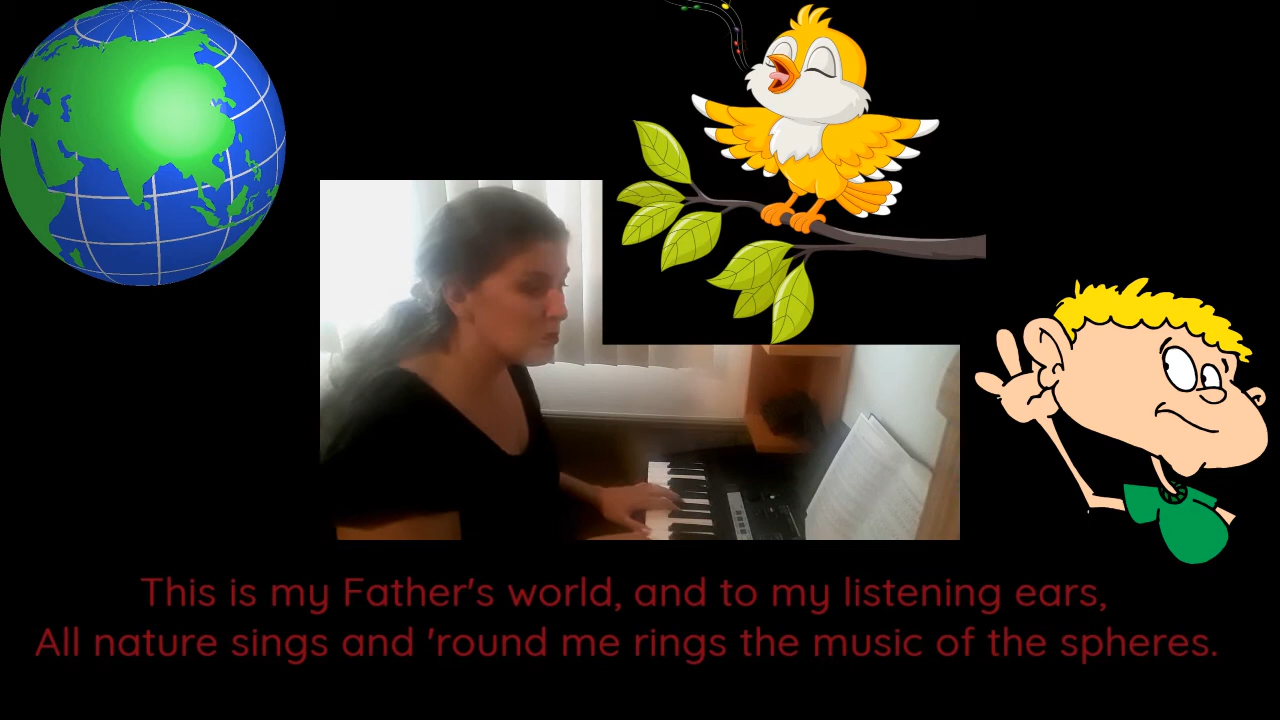 This is my Father's world, and to my listening ears,
All nature sings and 'round me rings the music of the spheres.